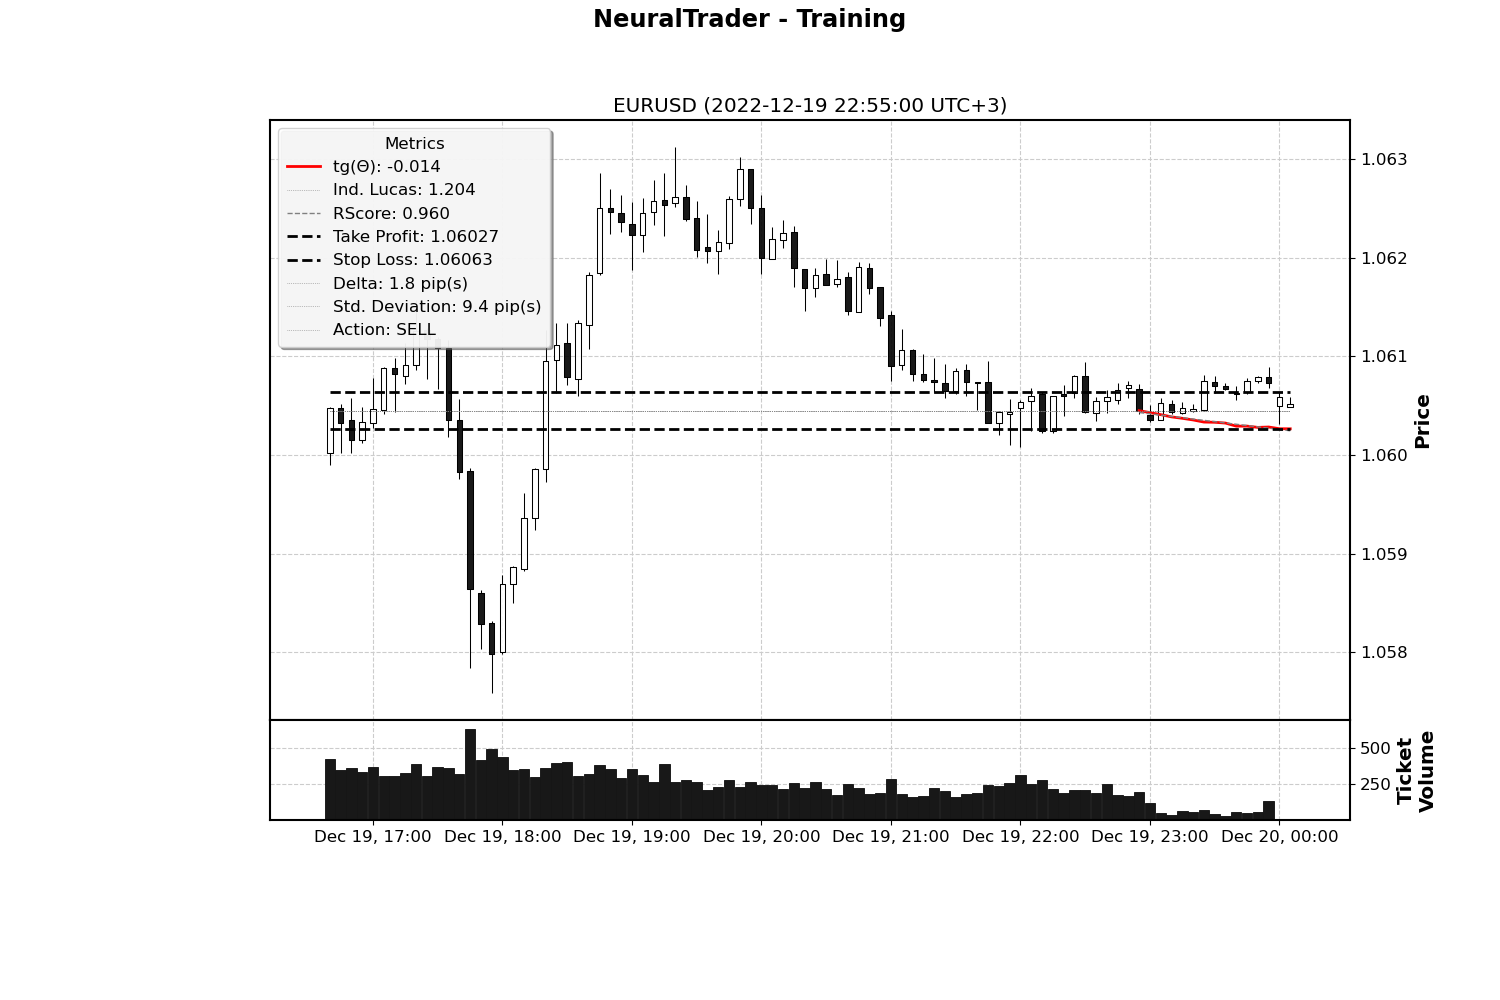 NeuralTrader - Training
EURUSD (2022-12-19 22:55:00 UTC+3)
Metrics
tg(Θ): -0.014
Ind. Lucas: 1.204
RScore: 0.960
Take Profit: 1.06027
Stop Loss: 1.06063
Delta: 1.8 pip(s)
Std. Deviation: 9.4 pip(s)
Action: SELL
1.063
1.062
1.061
1.060
1.059
1.058
Price
500
250
Ticket
Volume
Dec 19, 17:00
Dec 19, 18:00
Dec 19, 19:00
Dec 19, 20:00
Dec 19, 21:00
Dec 19, 22:00
Dec 19, 23:00
Dec 20, 00:00